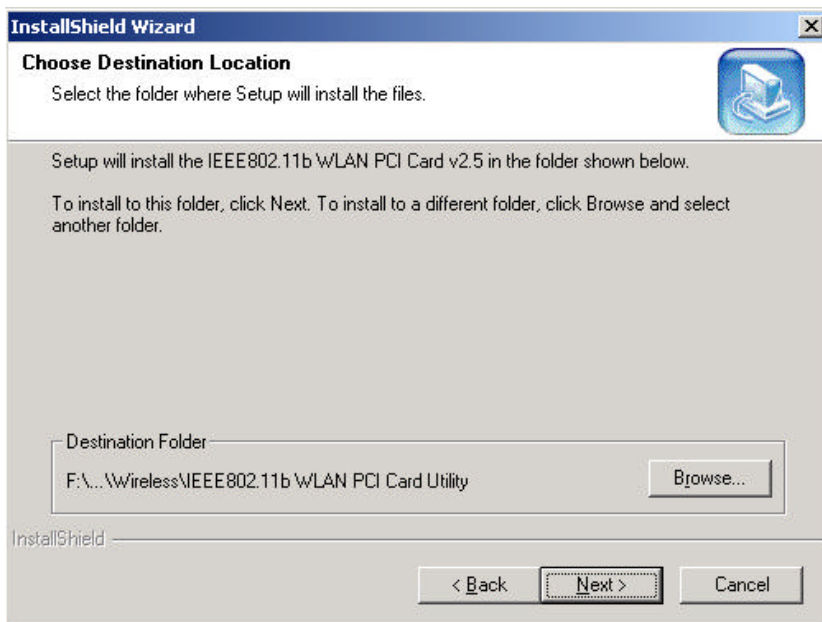 InstallShield Wizard
Choose Destination Location
Select the folder where Setup will install the files.
Setup will install the IEEE802.11b WLAN PCI Card v2.5 in the folder shown below.
To install to this folder, click Next. To install to a different folder, click Browse and select
another folder.
Destination Folder
F:\...\Wireless\IEEE802.11b WLAN PCI Card Utility
Browse...
InstallShield
< Back
Next >
Cancel